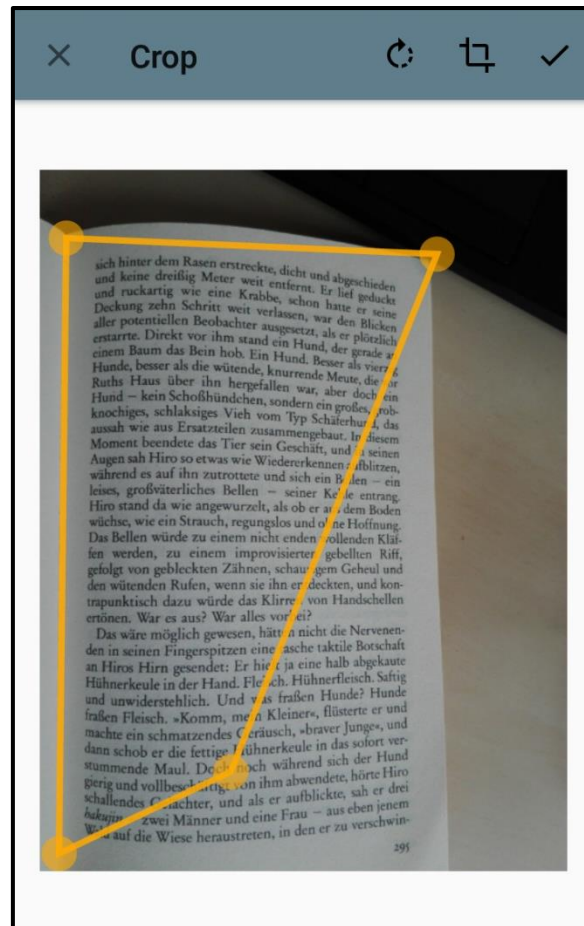 Crop
sich hinter dem Rasen erstreckte, dicht und abgeschieden
und keine dreißig Meter weit entfernt. Er lief geduckt
und ruckartig wie eine Krabbe, schon hatte er seine
Deckung zehn Schritt weit verlassen, war den Blicken
aller potentiellen Beobachter ausgesetzt, als er plötzlich
erstarrte. Direkt vor ihm stand ein Hund, der gerade an
einem Baum das Bein hob. Ein Hund. Besser als vierzig
Hunde, besser als die wütende, knurrende Meute, die vor
Ruths Haus über ihn hergefallen war, aber doch ein
Hund – kein Schoßhündchen, sondern ein großes, grob-
knochiges, schlaksiges Vieh vom Typ Schäferhund, das
aussah wie aus Ersatzteilen zusammengebaut. In diesem
Moment beendete das Tier sein Geschäft, und in seinen
Augen sah Hiro so etwas wie Wiedererkennen aufblitzen,
während es auf ihn zutrottete und sich ein Bellen – ein
leises, großväterliches Bellen – seiner Kehle entrang.
Hiro stand da wie angewurzelt, als ob er aus dem Boden
wüchse, wie ein Strauch, regungslos und ohne Hoffnung.
Das Bellen würde zu einem nicht enden wollenden Kläf-
fen werden, zu einem improvisierten gebellten Riff,
gefolgt von gebleckten Zähnen, schaurigem Geheul und
den wütenden Rufen, wenn sie ihn entdeckten, und kon-
trapunktisch dazu würde das Klirren von Handschellen
ertönen. War es aus? War alles vorbei?
Das wäre möglich gewesen, hätten nicht die Nervenen-
den in seinen Fingerspitzen eine rasche taktile Botschaft
an Hiros Hirn gesendet: Er hielt ja eine halb abgekaute
Hühnerkeule in der Hand. Fleisch. Hühnerfleisch. Saftig
und unwiderstehlich. Und was fraßen Hunde? Hunde
fraßen Fleisch. »Komm, mein Kleiner«, flüsterte er und
machte ein schmatzendes Geräusch, »braver Junge«, und
dann schob er die fettige Hühnerkeule in das sofort ver-
stummende Maul. Doch noch während sich der Hund
gierig und vollbeschäftigt von ihm abwendete, hörte Hiro
schallendes Gelächter, und als er aufblickte, sah er drei
hakujin – zwei Männer und eine Frau – aus eben jenem
Wald auf die Wiese heraustreten, in den er zu verschwin-
295